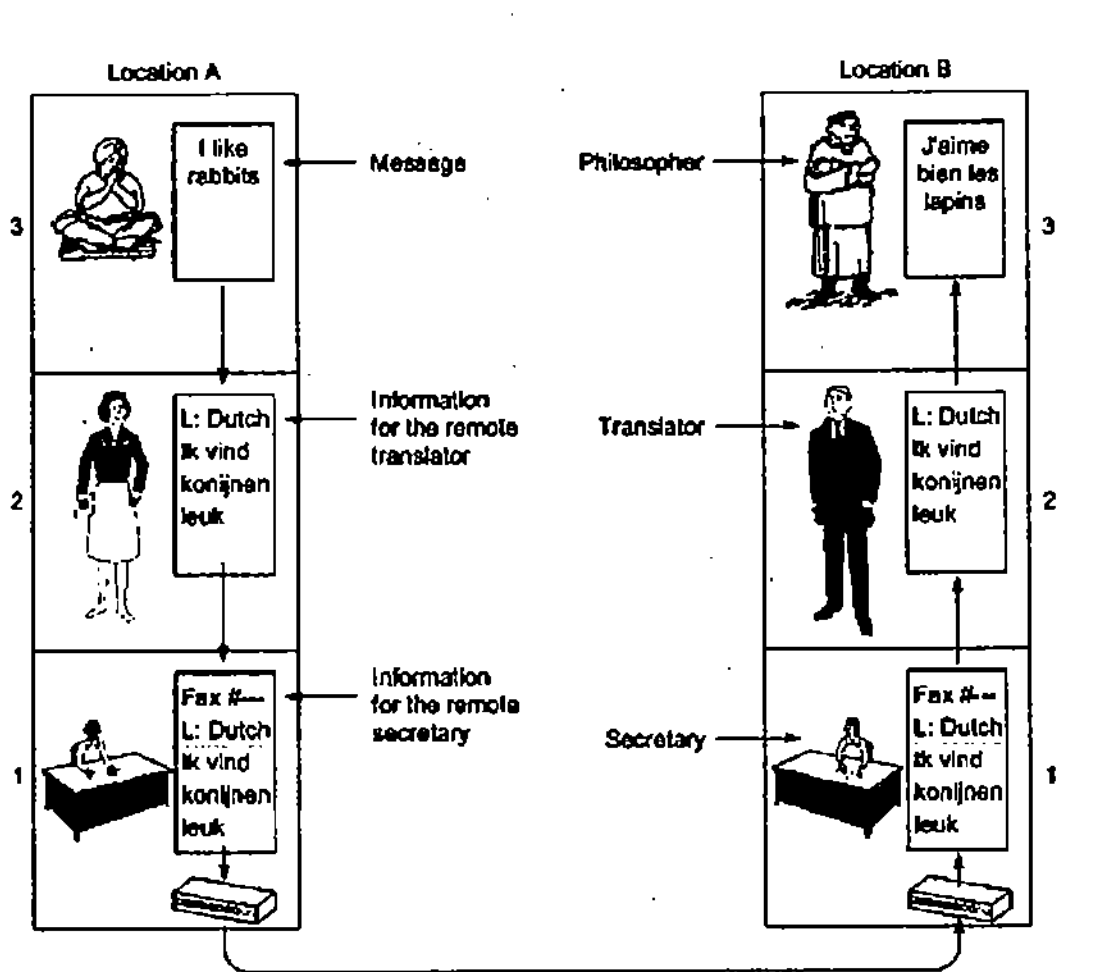 Location A
Location B
I like
rabbits
Message
Philosopher
J'aime
bien les
lapins
3
3
L: Dutch
Ik vind
konijnen
leuk
Information
for the remote
translator
Translator
L: Dutch
Ik vind
konijnen
leuk
2
2
Fax #---
L: Dutch
Ik vind
konijnen
leuk
Information
for the remote
secretary
Secretary
Fax #--
L: Dutch
Ik vind
konijnen
leuk
1
1